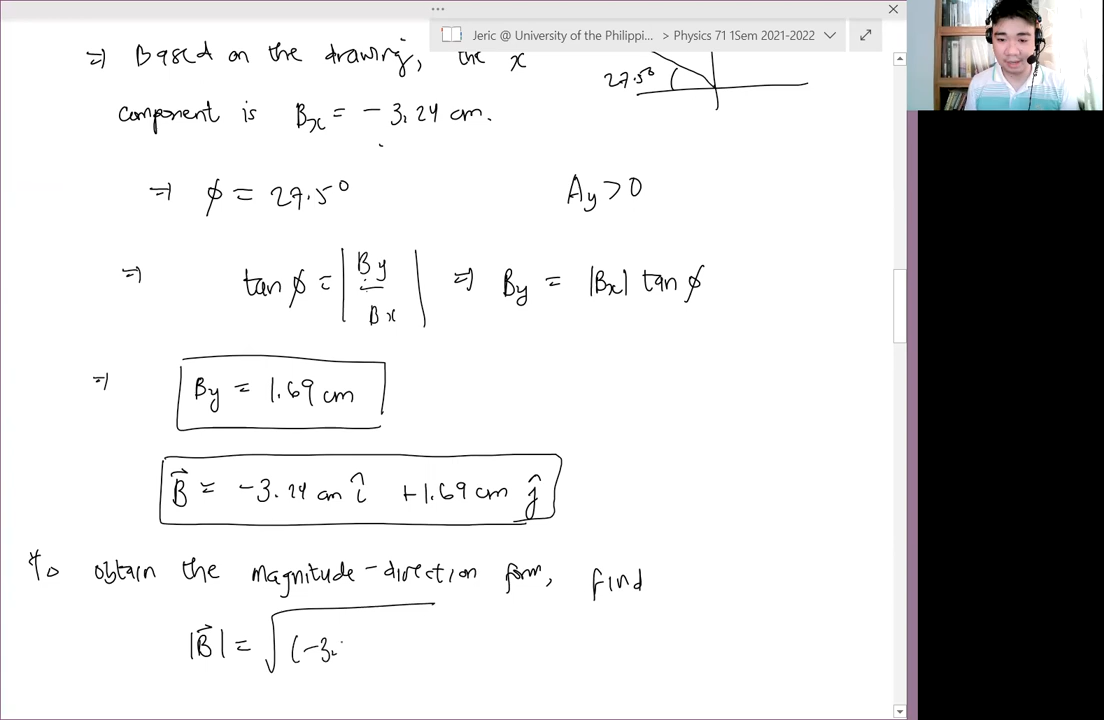 Jeric @ University of the Philippi... > Physics 71 1Sem 2021-2022
⇒ Based on the drawing, the x
27.5°
component is Bx = -3.24 cm.
⇒ φ = 27.5° Ay > 0
⇒ tan φ = |By/Bx| ⇒ By = |Bx| tan φ
⇒ By = 1.69 cm
B⃗ = -3.24 cm î +1.69 cm ĵ
To obtain the magnitude-direction form, find
|B⃗| = √(-3.